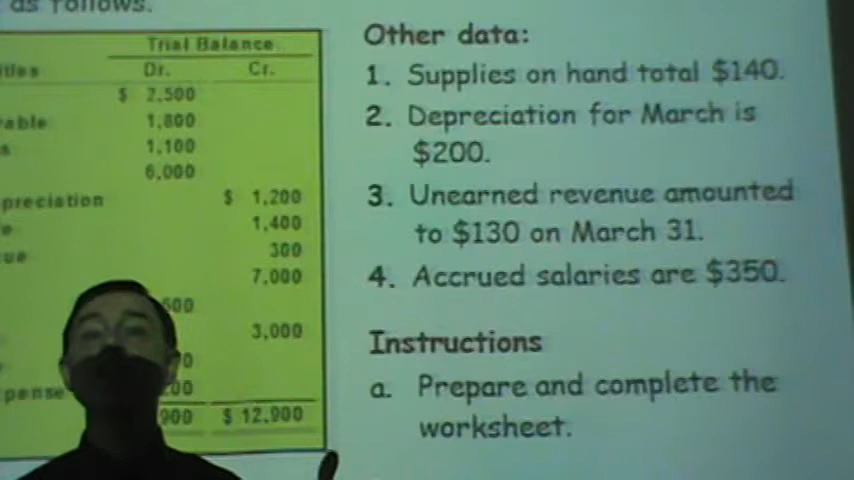 as follows.
Trial Balance
Dr. Cr.
$ 2,500
1,800
1,100
6,000
preciation $ 1,200
1,400
300
7,000
3,000
pense
900 $ 12,900
Other data:
1. Supplies on hand total $140.
2. Depreciation for March is
$200.
3. Unearned revenue amounted
to $130 on March 31.
4. Accrued salaries are $350.
Instructions
a. Prepare and complete the
worksheet.